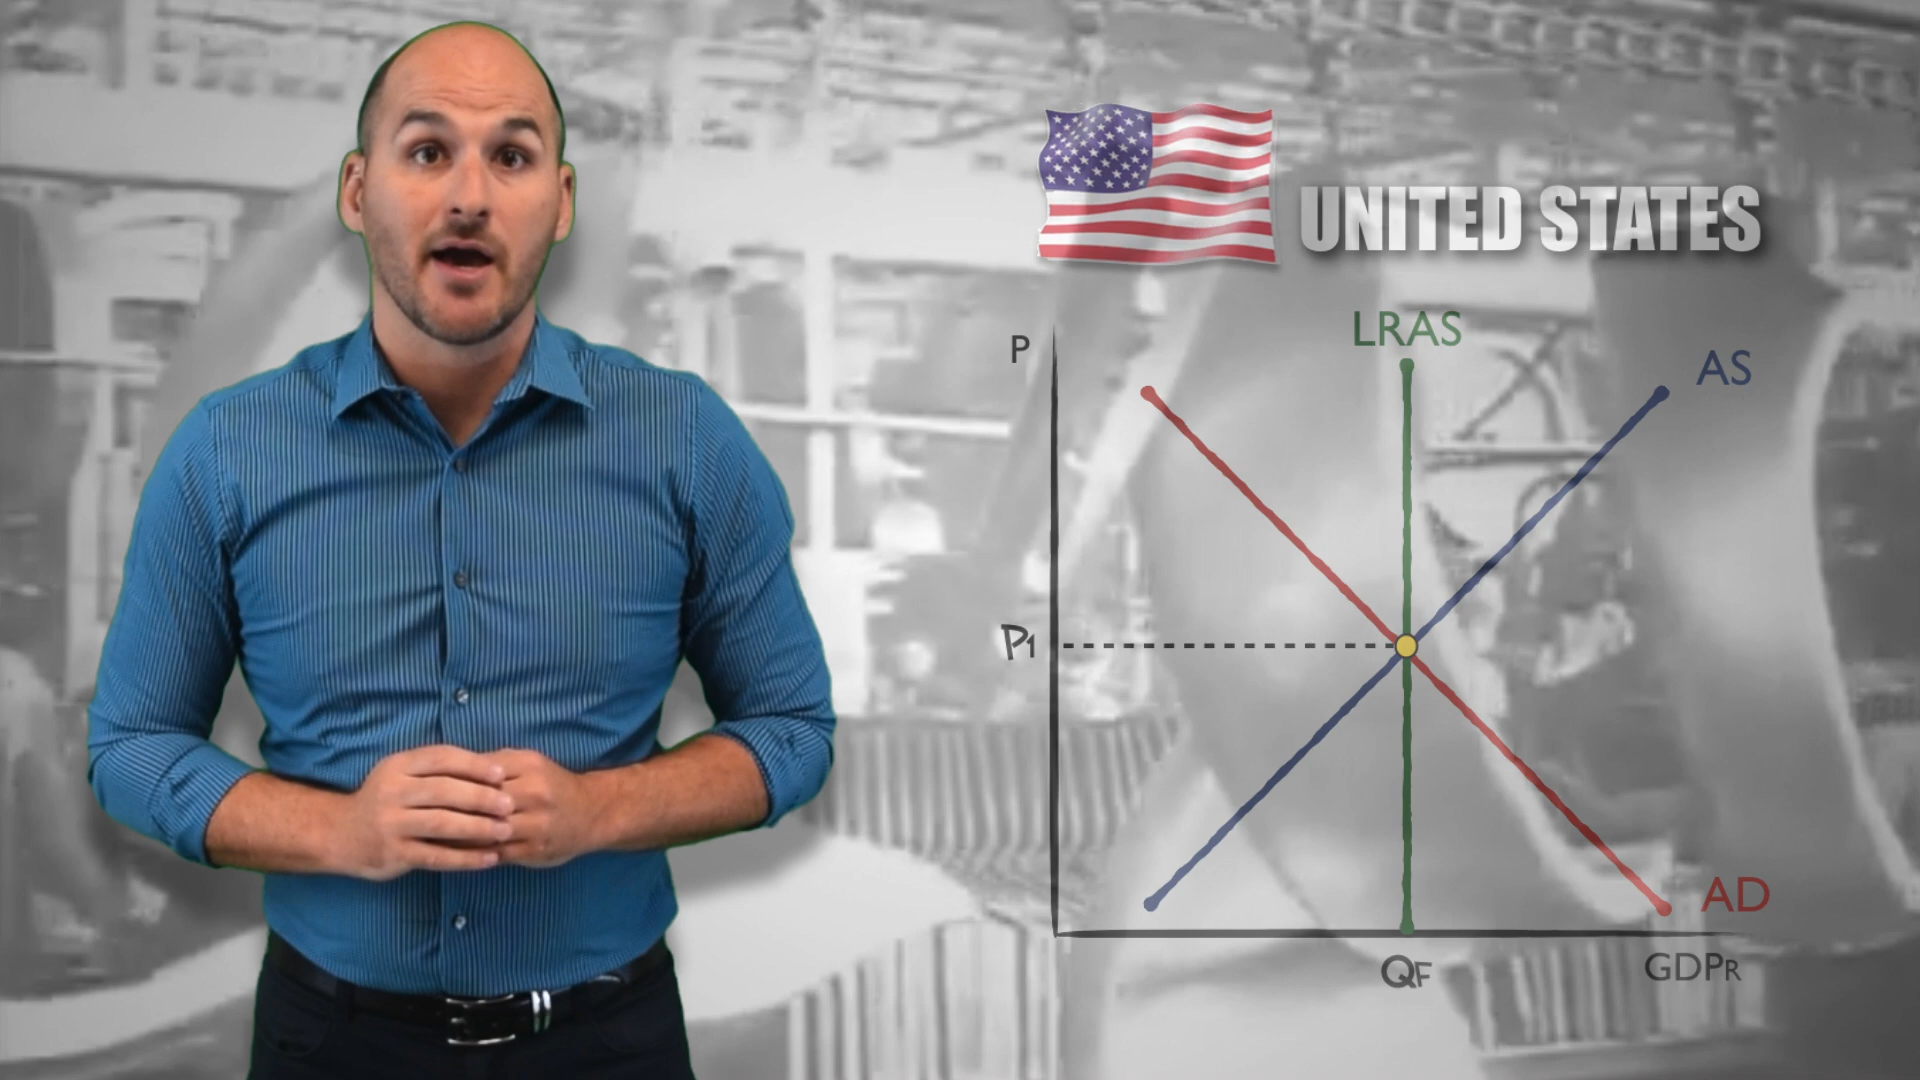 UNITED STATES
LRAS
P
AS
P1
AD
QF
GDPR